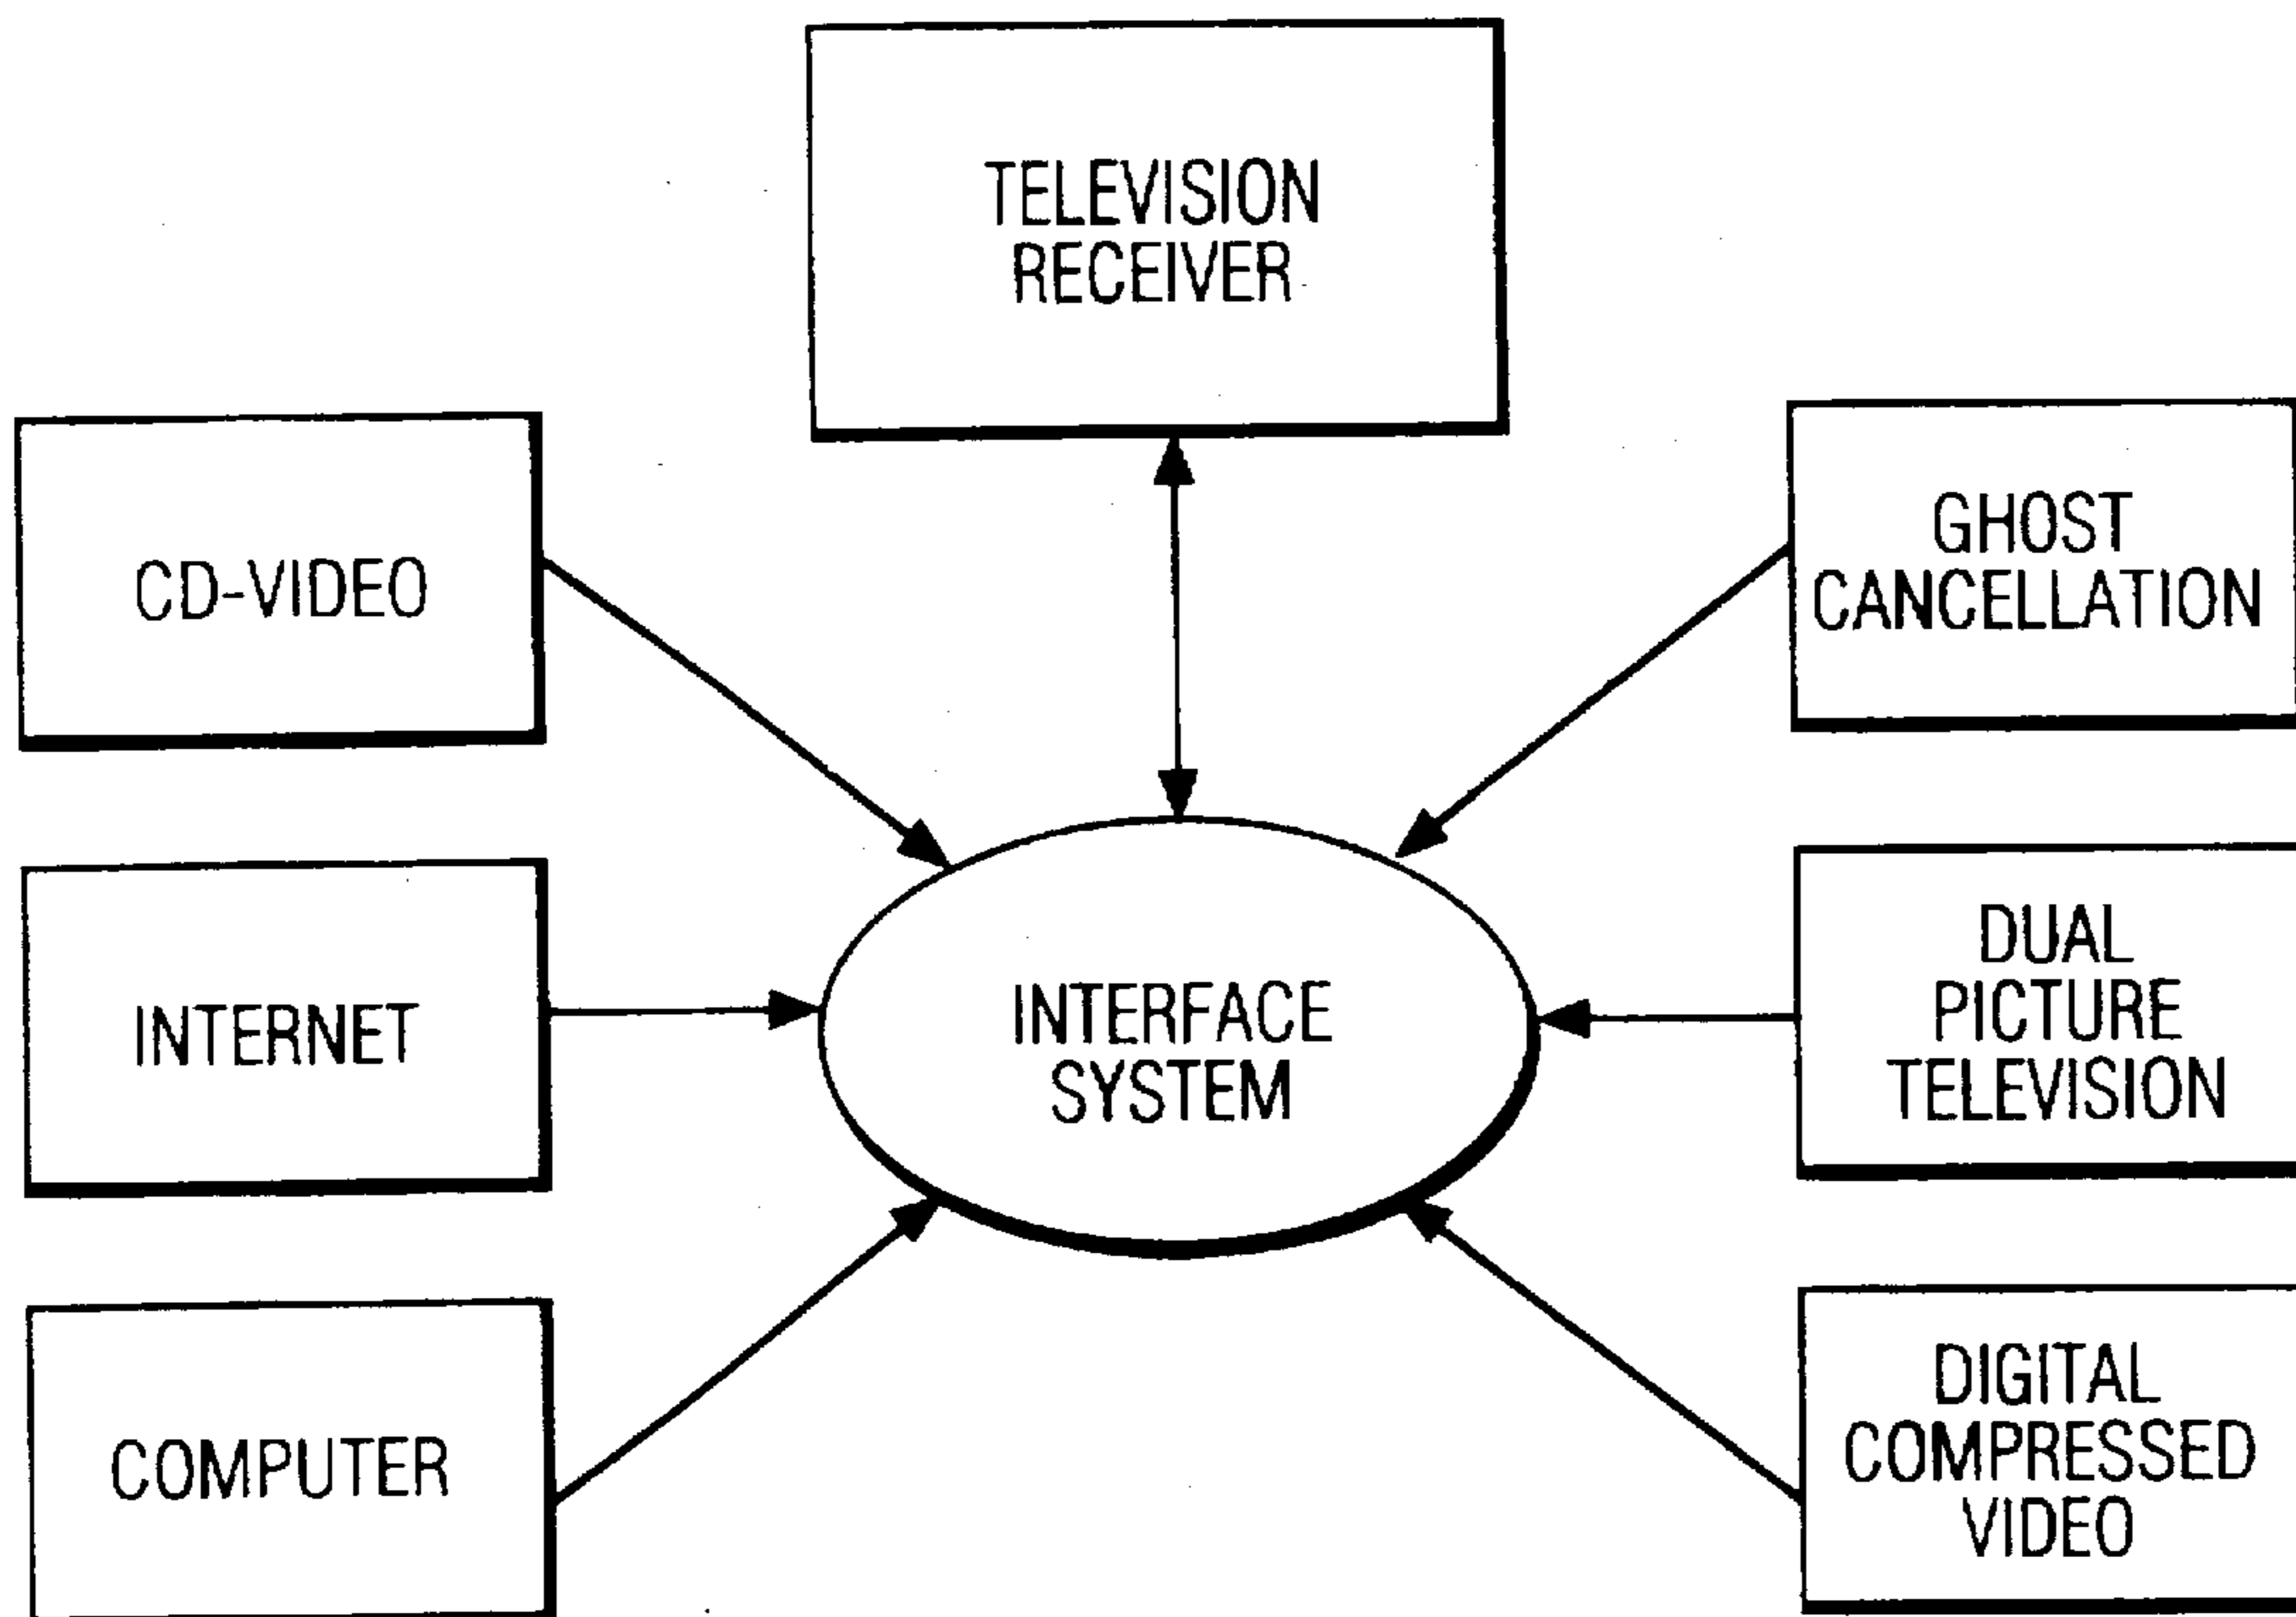 TELEVISION
RECEIVER
CD-VIDEO
GHOST
CANCELLATION
INTERNET
INTERFACE
SYSTEM
DUAL
PICTURE
TELEVISION
COMPUTER
DIGITAL
COMPRESSED
VIDEO